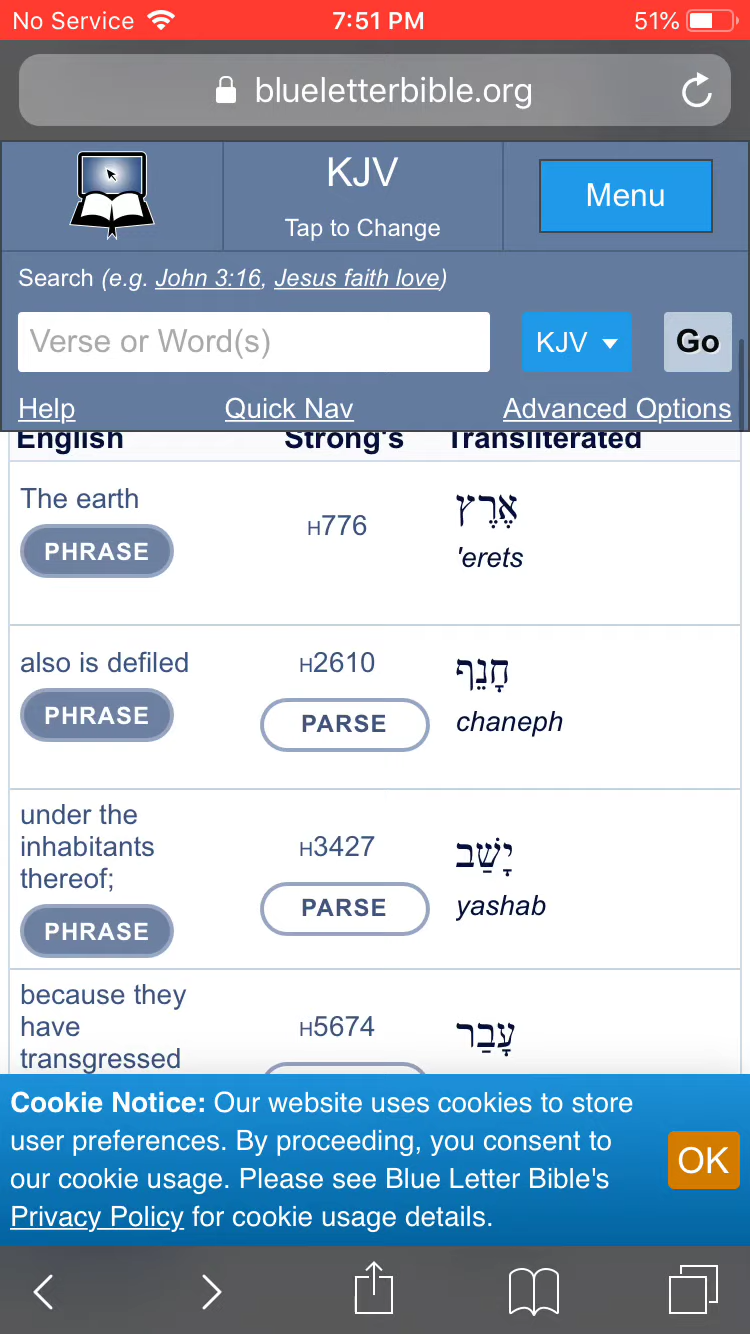 No Service 7:51 PM 51%
blueletterbible.org
KJV
Tap to Change
Menu
Search (e.g. John 3:16, Jesus faith love)
Verse or Word(s) KJV Go
Help Quick Nav Advanced Options
English Strong's Transliterated
The earth
PHRASE
H776
אֶרֶץ
'erets
also is defiled
PHRASE
H2610
PARSE
חָנֵף
chaneph
under the
inhabitants
thereof;
PHRASE
H3427
PARSE
יָשַׁב
yashab
because they
have
transgressed
H5674
עָבַר
Cookie Notice: Our website uses cookies to store
user preferences. By proceeding, you consent to
our cookie usage. Please see Blue Letter Bible's
Privacy Policy for cookie usage details.
OK